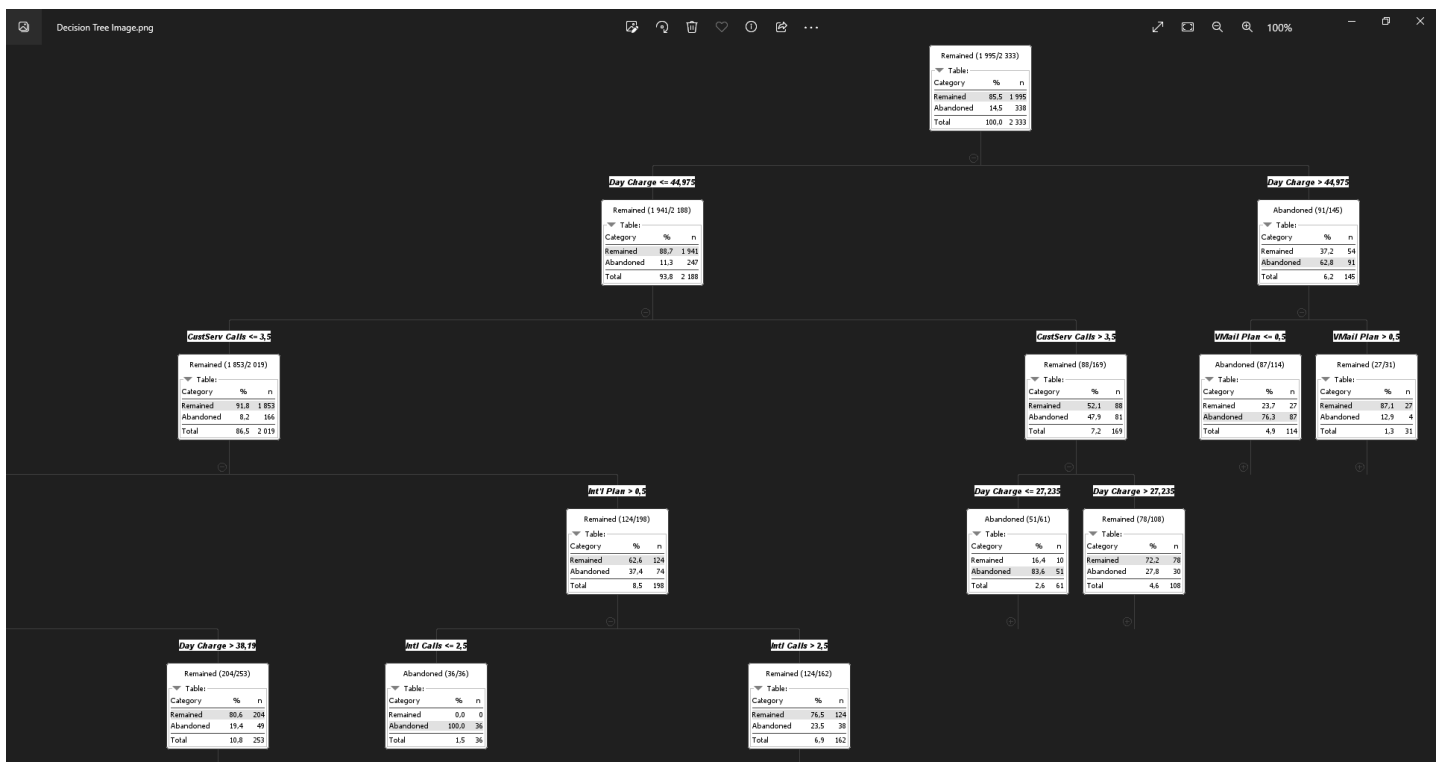 Decision Tree Image.png
100%
Remained (1 995/2 333)
Table:
Category % n
Remained 85,5 1 995
Abandoned 14,5 338
Total 100,0 2 333
Day Charge <= 44,975
Day Charge > 44,975
Remained (1 941/2 188)
Table:
Category % n
Remained 88,7 1 941
Abandoned 11,3 247
Total 93,8 2 188
Abandoned (91/145)
Table:
Category % n
Remained 37,2 54
Abandoned 62,8 91
Total 6,2 145
CustServ Calls <= 3,5
CustServ Calls > 3,5
VMail Plan <= 0,5
VMail Plan > 0,5
Remained (1 853/2 019)
Table:
Category % n
Remained 91,8 1 853
Abandoned 8,2 166
Total 86,5 2 019
Remained (88/169)
Table:
Category % n
Remained 52,1 88
Abandoned 47,9 81
Total 7,2 169
Abandoned (87/114)
Table:
Category % n
Remained 23,7 27
Abandoned 76,3 87
Total 4,9 114
Remained (27/31)
Table:
Category % n
Remained 87,1 27
Abandoned 12,9 4
Total 1,3 31
Int'l Plan > 0,5
Day Charge <= 27,235
Day Charge > 27,235
Remained (124/198)
Table:
Category % n
Remained 62,6 124
Abandoned 37,4 74
Total 8,5 198
Abandoned (51/61)
Table:
Category % n
Remained 16,4 10
Abandoned 83,6 51
Total 2,6 61
Remained (78/108)
Table:
Category % n
Remained 72,2 78
Abandoned 27,8 30
Total 4,6 108
Day Charge > 38,19
Intl Calls <= 2,5
Intl Calls > 2,5
Remained (204/253)
Table:
Category % n
Remained 80,6 204
Abandoned 19,4 49
Total 10,8 253
Abandoned (36/36)
Table:
Category % n
Remained 0,0 0
Abandoned 100,0 36
Total 1,5 36
Remained (124/162)
Table:
Category % n
Remained 76,5 124
Abandoned 23,5 38
Total 6,9 162